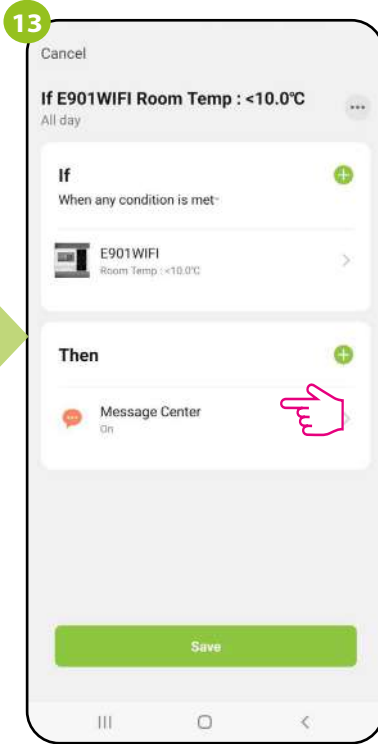 13
Cancel
If E901WIFI Room Temp : <10.0℃
All day
If
When any condition is met
E901WIFI
Room Temp : <10.0℃
Then
Message Center
On
Save